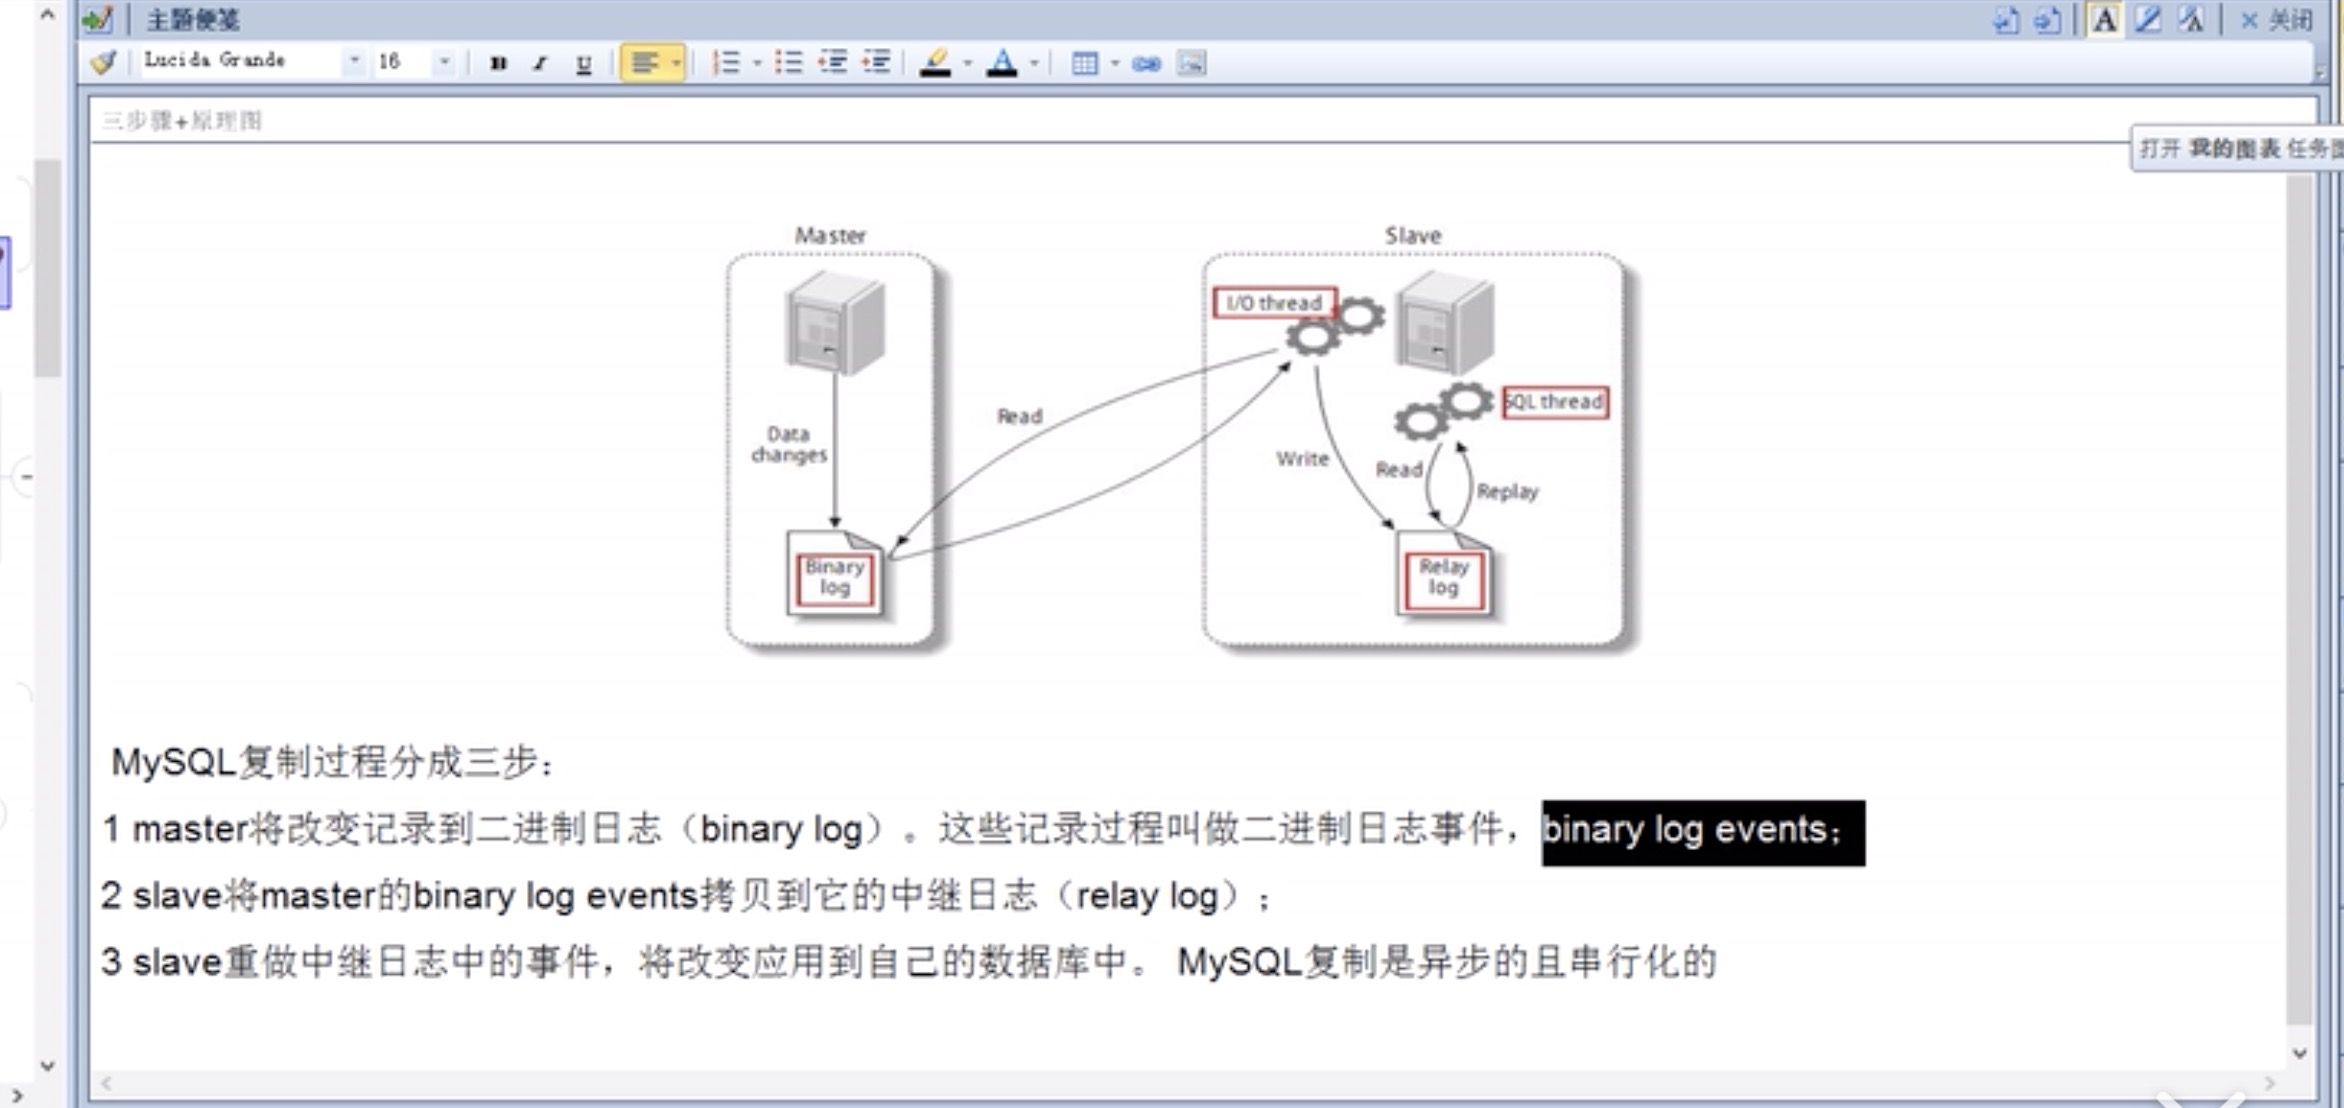 主题便笺
关闭
Lucida Grande 16 B I U
三步骤+原理图
打开 我的图表 任务
Master
Slave
I/O thread
SQL thread
Read
Data
changes
Write
Read
Replay
Binary
log
Relay
log
MySQL复制过程分成三步：
1 master将改变记录到二进制日志（binary log）。这些记录过程叫做二进制日志事件，binary log events；
2 slave将master的binary log events拷贝到它的中继日志（relay log）；
3 slave重做中继日志中的事件，将改变应用到自己的数据库中。 MySQL复制是异步的且串行化的